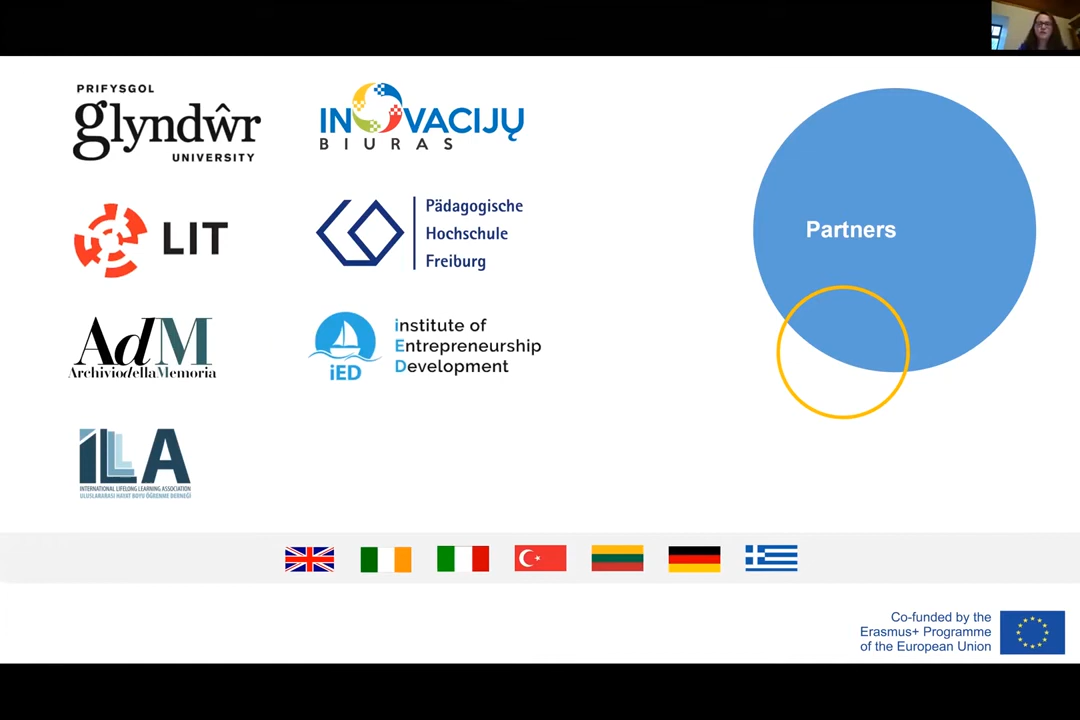 PRIFYSGOL
glyndŵr
UNIVERSITY
INOVACIJŲ
BIURAS
LIT
Pädagogische
Hochschule
Freiburg
AdM
ArchiviodellaMemoria
iED
institute of
Entrepreneurship
Development
iLLA
INTERNATIONAL LIFELONG LEARNING ASSOCIATION
ULUSLARARASI HAYAT BOYU ÖĞRENME DERNEĞİ
Partners
Co-funded by the
Erasmus+ Programme
of the European Union